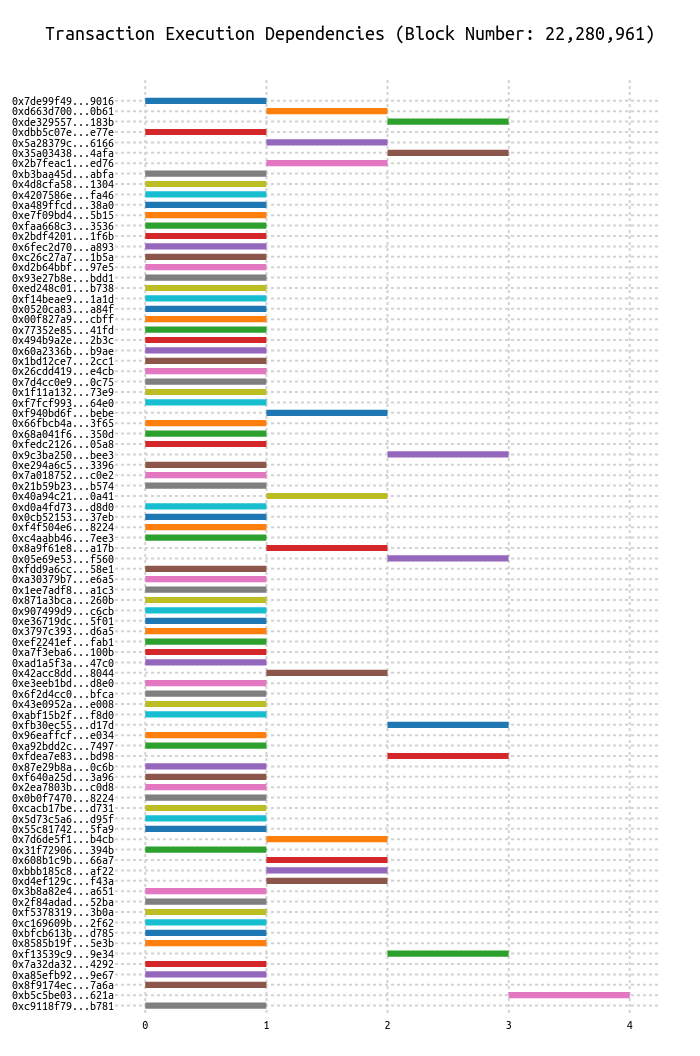 Transaction Execution Dependencies (Block Number: 22,280,961)
0x7de99f49...9016
0xd663d700...0b61
0xde329557...183b
0xdbb5c07e...e77e
0x5a28379c...6166
0x35a03438...4afa
0x2b7feac1...ed76
0xb3baa45d...abfa
0x4d8cfa58...1304
0x4207586e...fa46
0xa489ffcd...38a0
0xe7f09bd4...5b15
0xfaa668c3...3536
0x2bdf4201...1f6b
0x6fec2d70...a893
0xc26c27a7...1b5a
0xd2b64bbf...97e5
0x93e27b8e...bdd1
0xed248c01...b738
0xf14beae9...1a1d
0x0520ca83...a84f
0x00f827a9...cbff
0x77352e85...41fd
0x494b9a2e...2b3c
0x60a2336b...b9ae
0x1bd12ce7...2cc1
0x26cdd419...e4cb
0x7d4cc0e9...0c75
0x1f11a132...73e9
0xf7fcf993...64e0
0xf940bd6f...bebe
0x66fbcb4a...3f65
0x68a041f6...350d
0xfedc2126...05a8
0x9c3ba250...bee3
0xe294a6c5...3396
0x7a018752...c0e2
0x21b59b23...b574
0x40a94c21...0a41
0xd0a4fd73...d8d0
0x0cb52153...37eb
0xf4f504e6...8224
0xc4aabb46...7ee3
0x8a9f61e8...a17b
0x05e69e53...f560
0xfdd9a6cc...58e1
0xa30379b7...e6a5
0x1ee7adf8...a1c3
0x871a3bca...260b
0x907499d9...c6cb
0xe36719dc...5f01
0x3797c393...d6a5
0xef2241ef...fab1
0xa7f3eba6...100b
0xad1a5f3a...47c0
0x42acc8dd...8044
0xe3eeb1bd...d8e0
0x6f2d4cc0...bfca
0x43e0952a...e008
0xabf15b2f...f8d0
0xfb30ec55...d17d
0x96eaffcf...e034
0xa92bdd2c...7497
0xfdea7e83...bd98
0x87e29b8a...0c6b
0xf640a25d...3a96
0x2ea7803b...c0d8
0x0b0f7470...8224
0xcacb17be...d731
0x5d73c5a6...d95f
0x55c81742...5fa9
0x7d6de5f1...b4cb
0x31f72906...394b
0x608b1c9b...66a7
0xbbb185c8...af22
0xd4ef129c...f43a
0x3b8a82e4...a651
0x2f84adad...52ba
0xf5378319...3b0a
0xc169609b...2f62
0xbfcb613b...d785
0x8585b19f...5e3b
0xf13539c9...9e34
0x7a32da32...4292
0xa85efb92...9e67
0x8f9174ec...7a6a
0xb5c5be03...621a
0xc9118f79...b781
0 1 2 3 4